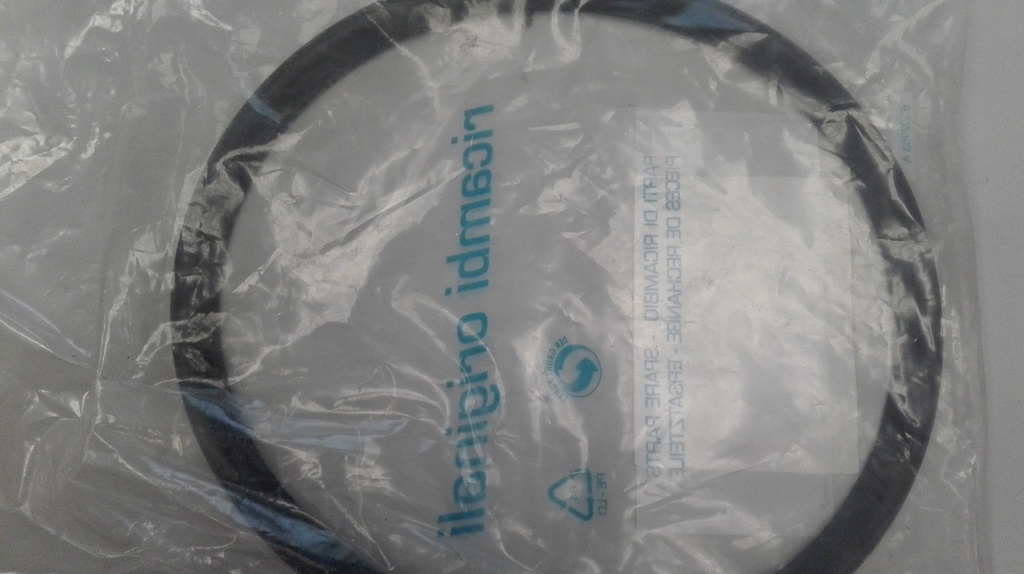 ricambi originali
PARTI DI RICAMBIO - SPARE PARTS
PIECES DE RECHANGE - ERSATZTEILE
PE - LD